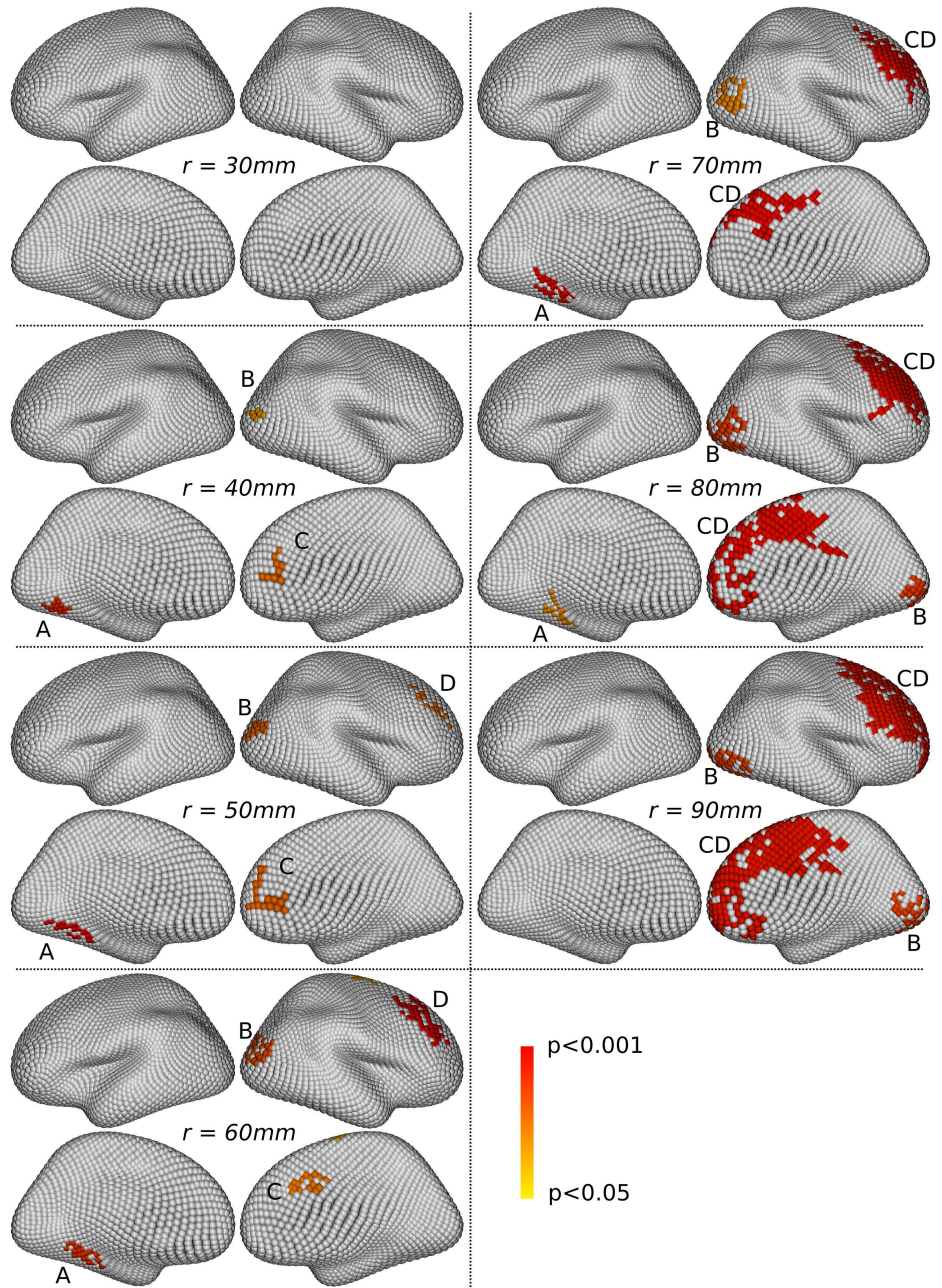 r = 30mm
B
r = 40mm
C
A
D
B
r = 50mm
C
A
D
B
r = 60mm
C
A
CD
B
r = 70mm
CD
A
CD
B
r = 80mm
CD
A
B
CD
B
r = 90mm
CD
B
p<0.001
p<0.05